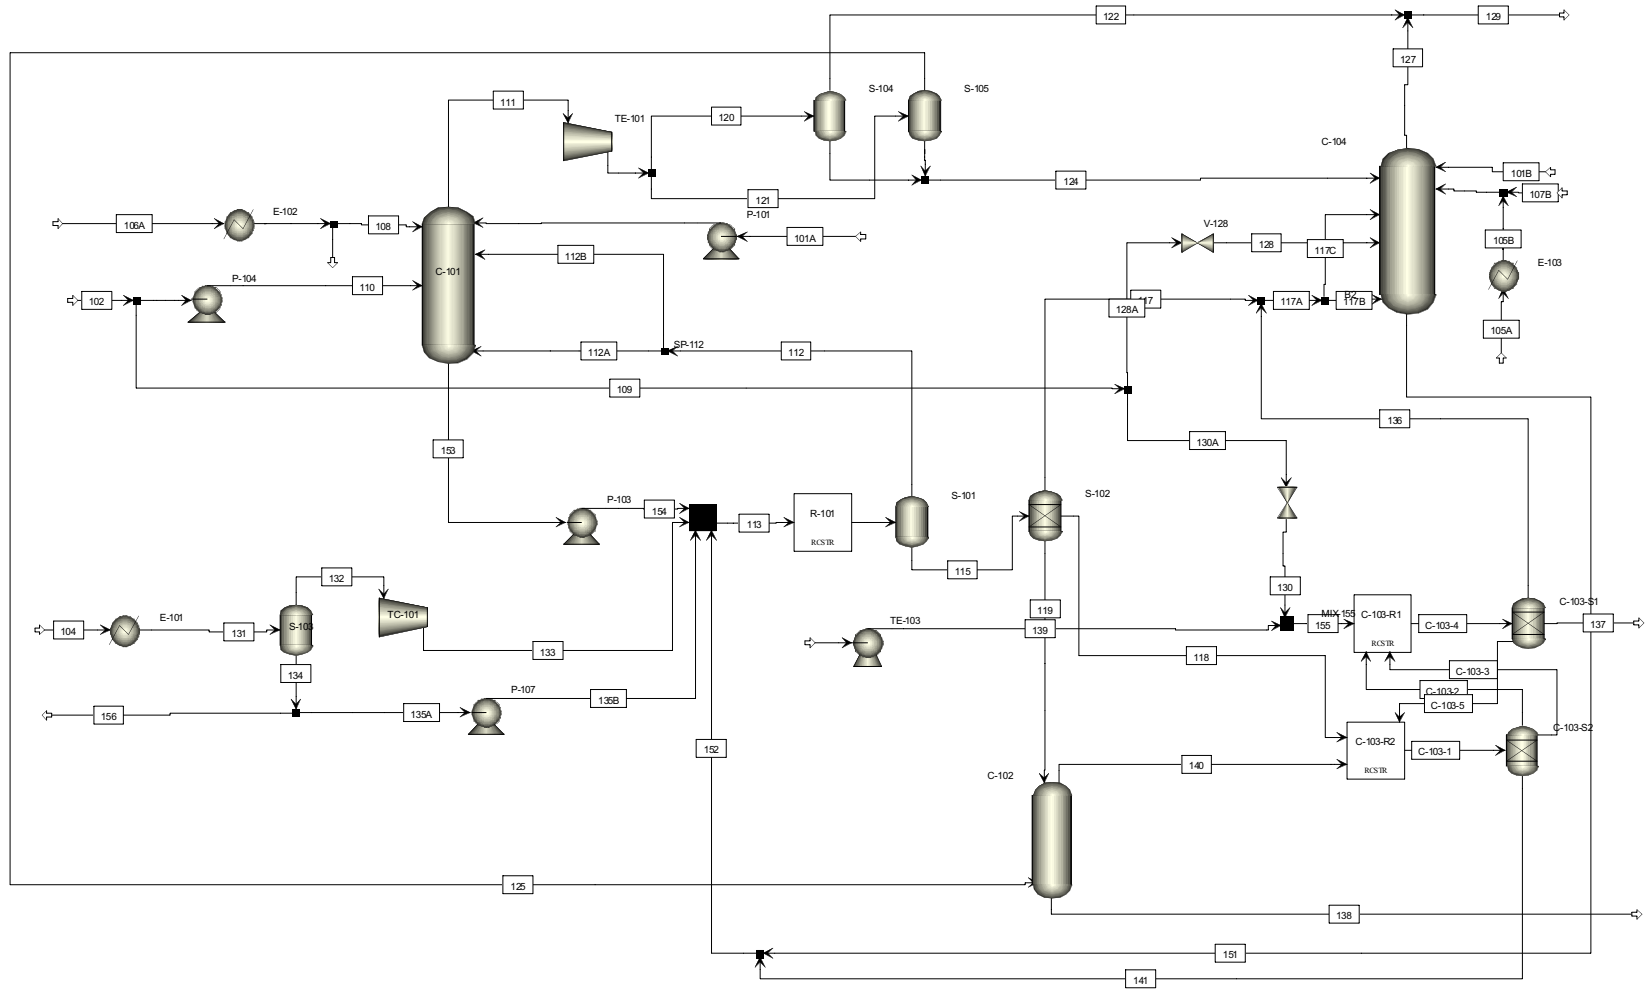 122
129
127
S-104
S-105
111
TE-101
120
C-104
101B
107B
124
121
P-101
106A
E-102
108
101A
V-128
128
117C
105B
E-103
112B
C-101
P-104
110
102
117
128A
117A
B2
117B
105A
SP-112
112A
112
109
136
130A
153
P-103
154
113
R-101
RCSTR
S-101
S-102
115
130
132
TC-101
104
E-101
131
S-103
133
134
TE-103
119
139
MIX-155
155
C-103-R1
RCSTR
C-103-4
C-103-S1
137
118
C-103-3
C-103-2
C-103-5
P-107
135B
156
135A
152
C-103-R2
RCSTR
C-103-1
C-103-S2
C-102
140
125
138
151
141